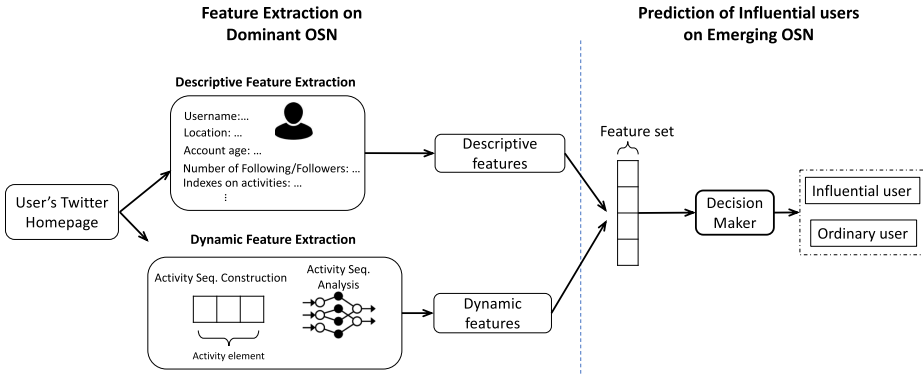 Feature Extraction on
Dominant OSN
Prediction of Influential users
on Emerging OSN
Descriptive Feature Extraction
Username:...
Location: ...
Account age: ...
Number of Following/Followers: ...
Indexes on activities: ...
⋮
Descriptive
features
Feature set
User's Twitter
Homepage
Decision
Maker
Influential user
Ordinary user
Dynamic Feature Extraction
Activity Seq. Construction
Activity Seq.
Analysis
Activity element
Dynamic
features